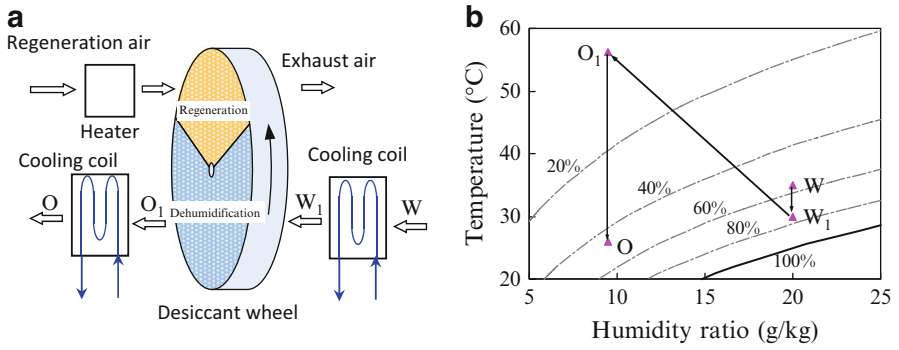 a
Regeneration air
Heater
Exhaust air
Regeneration
Cooling coil
Cooling coil
Dehumidification
O
O₁
W₁
W
Desiccant wheel
b
Temperature (°C)
60
50
40
30
20
O₁
O
W
W₁
20%
40%
60%
80%
100%
5
10
15
20
25
Humidity ratio (g/kg)